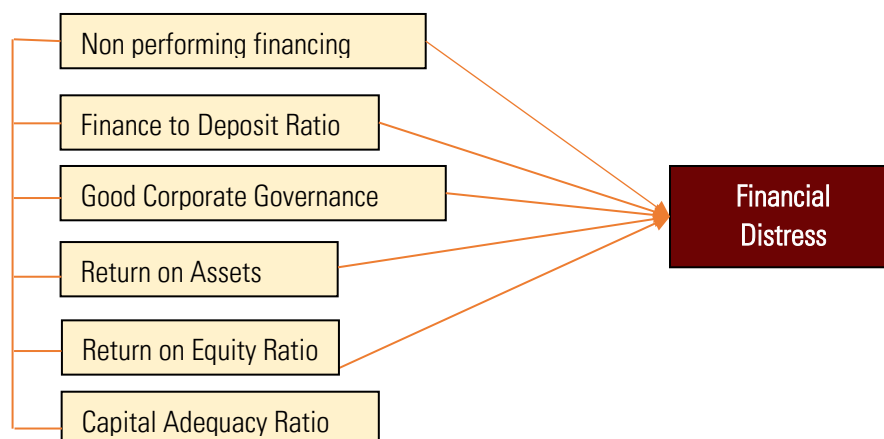 Non performing financing
Finance to Deposit Ratio
Good Corporate Governance
Return on Assets
Return on Equity Ratio
Capital Adequacy Ratio
Financial
Distress